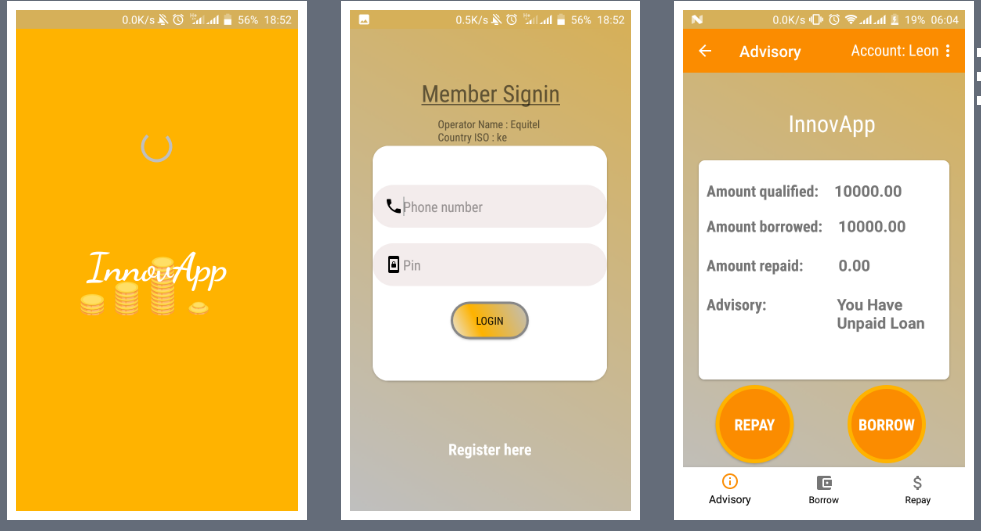 0.0K/s 56% 18:52
InnovApp
0.5K/s 56% 18:52
Member Signin
Operator Name : Equitel
Country ISO : ke
Phone number
Pin
LOGIN
Register here
0.0K/s 19% 06:04
Advisory Account: Leon
InnovApp
Amount qualified: 10000.00
Amount borrowed: 10000.00
Amount repaid: 0.00
Advisory: You Have
Unpaid Loan
REPAY BORROW
$
Advisory Borrow Repay